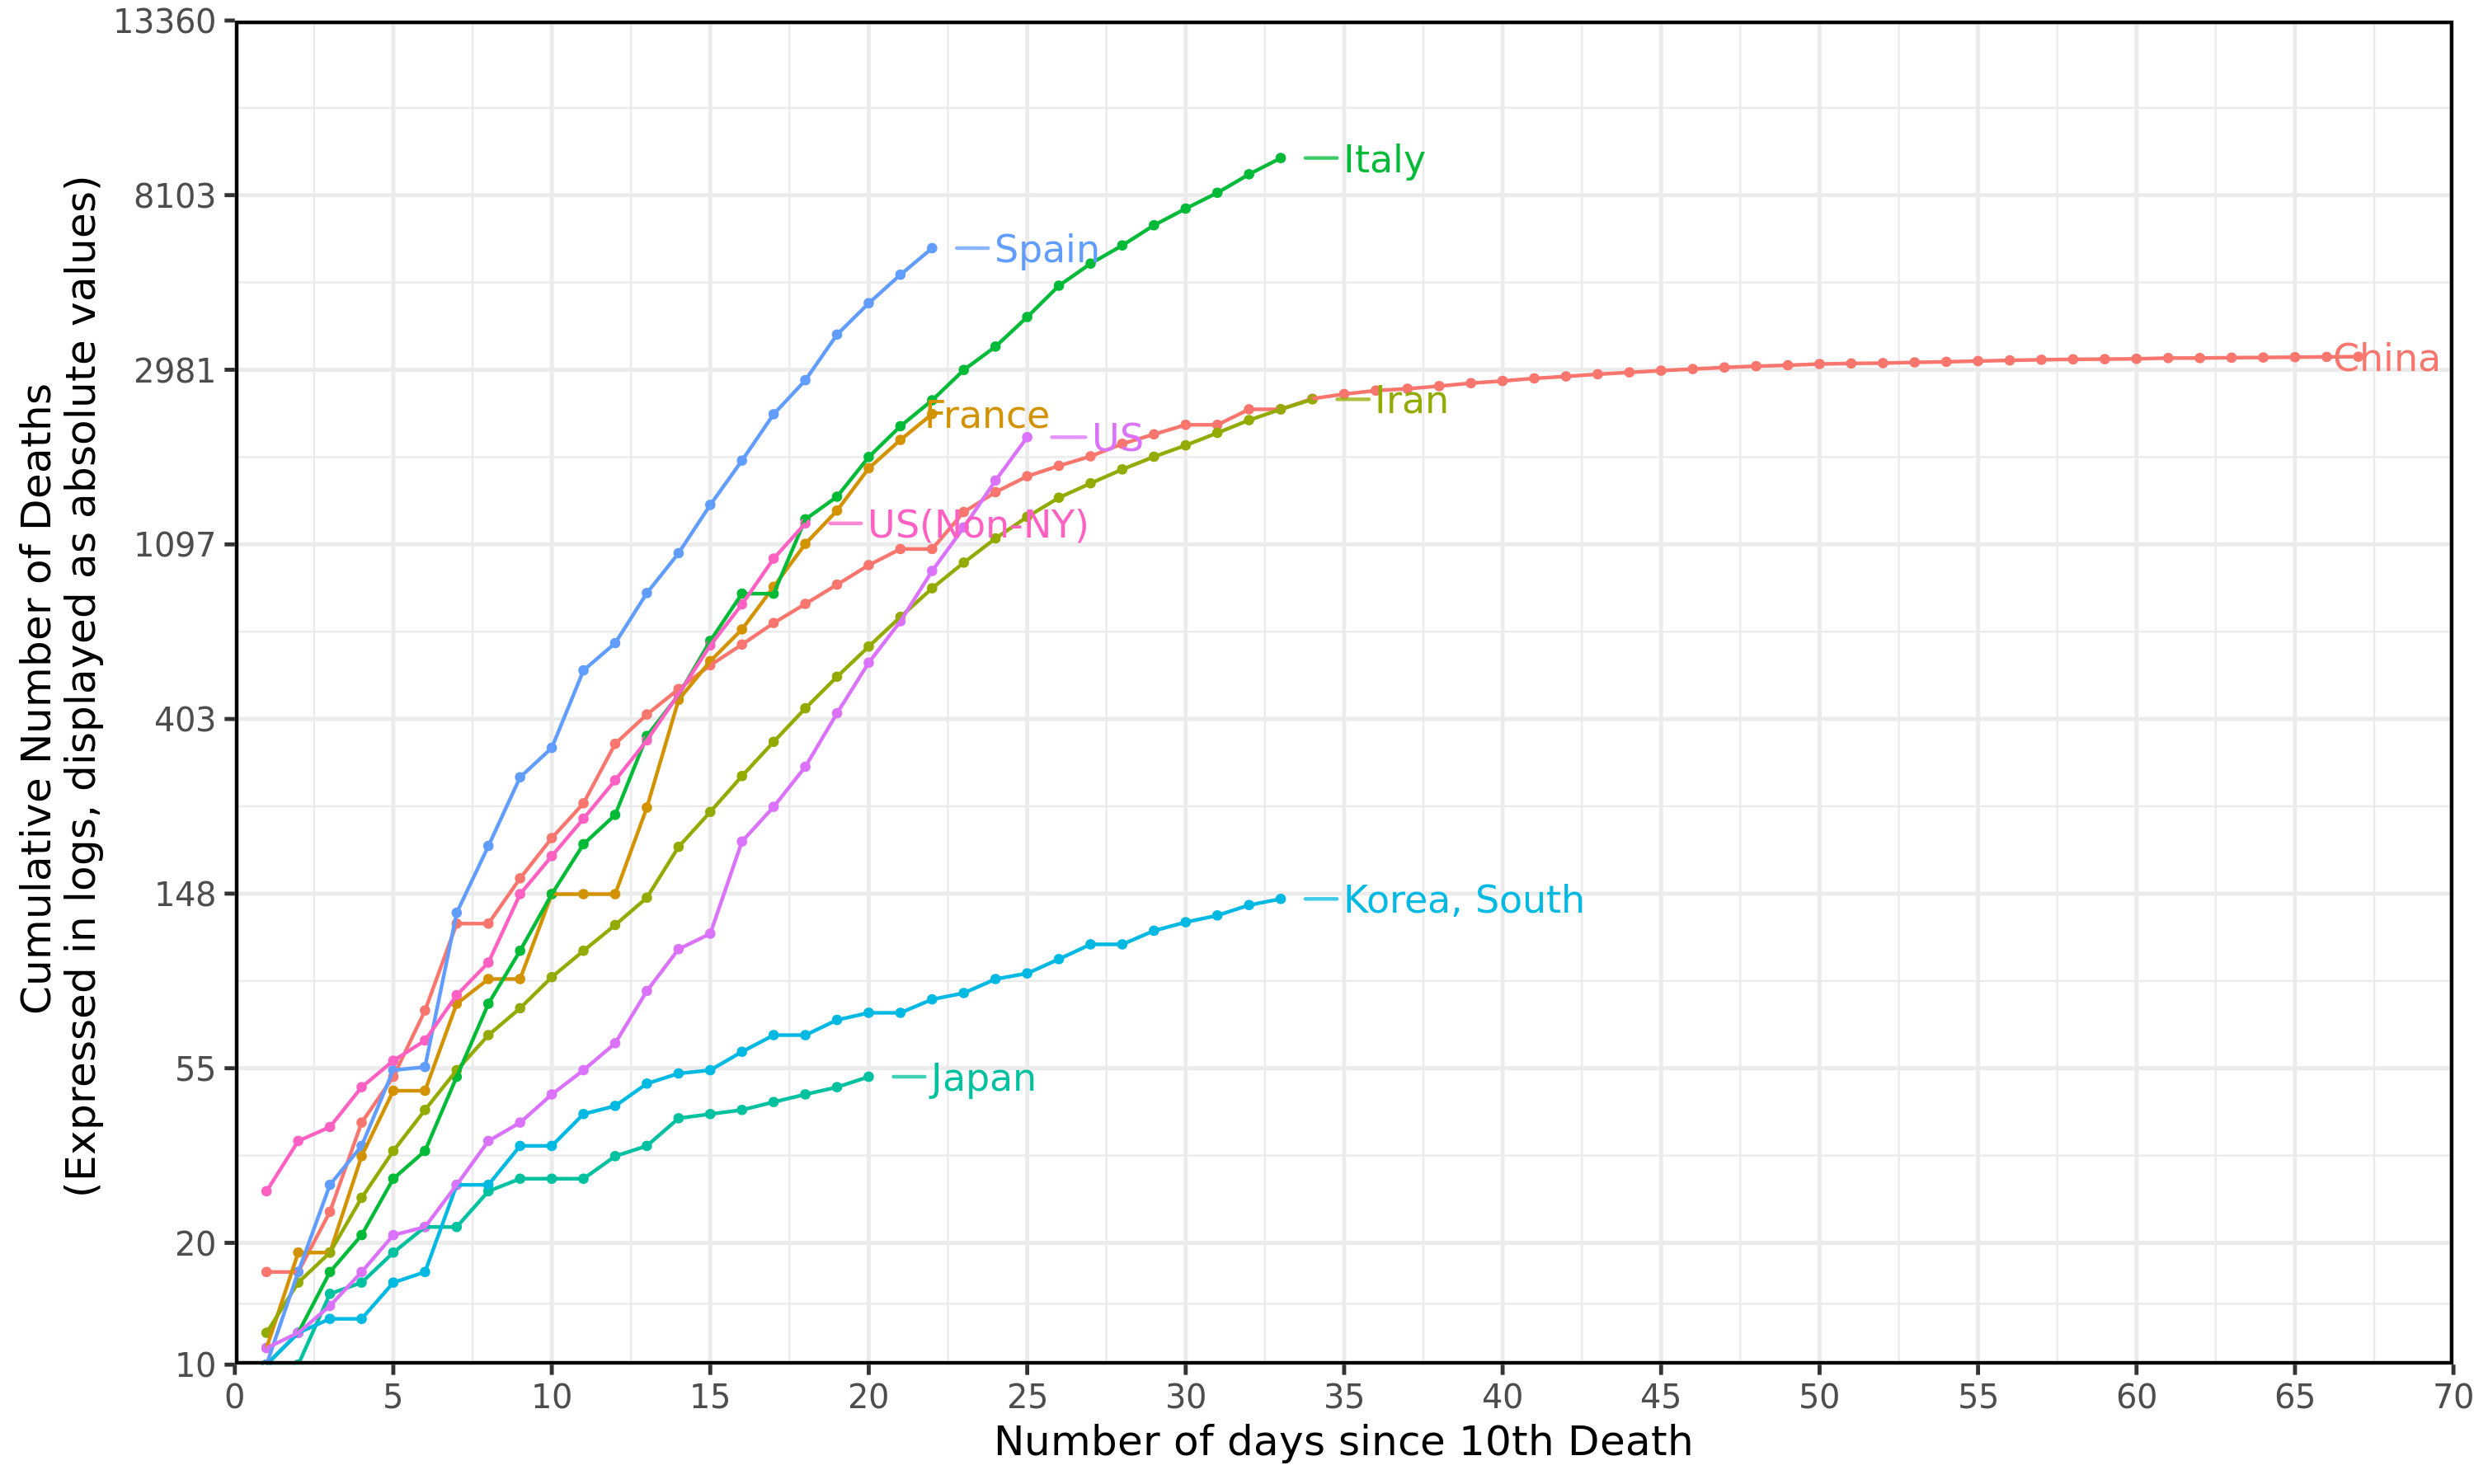 Cumulative Number of Deaths
(Expressed in logs, displayed as absolute values)
13360
8103
2981
1097
403
148
55
20
10
Italy
Spain
China
Iran
France
US
US(Non-NY)
Korea, South
Japan
0 5 10 15 20 25 30 35 40 45 50 55 60 65 70
Number of days since 10th Death